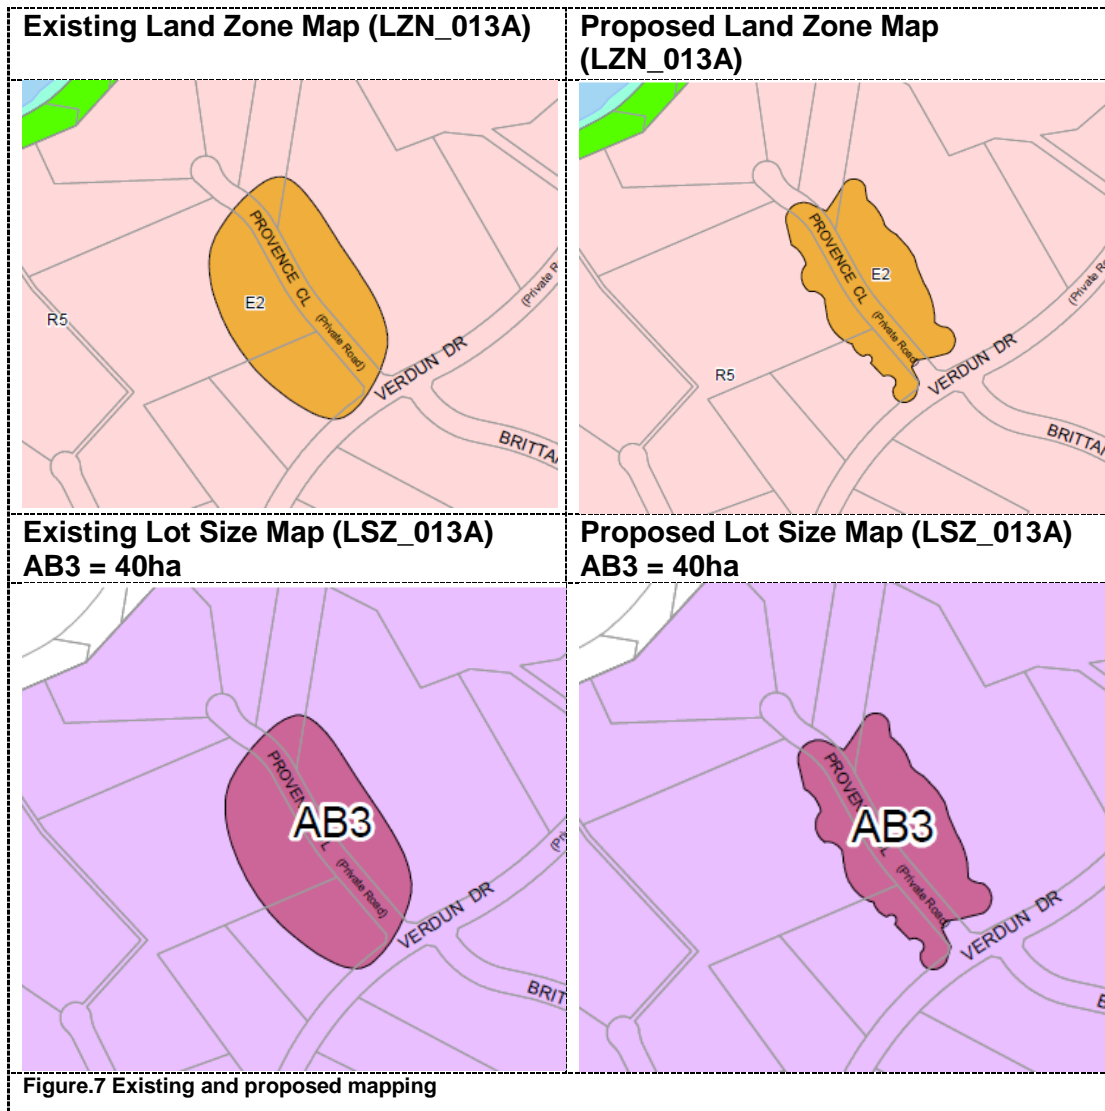 Existing Land Zone Map (LZN_013A)
Proposed Land Zone Map
(LZN_013A)
PROVENCE CL
(Private Road)
E2
R5
VERDUN DR
(Private R
BRITTA
PROVENCE CL
(Private Road)
E2
R5
VERDUN DR
(Private R
BRITTA
Existing Lot Size Map (LSZ_013A)
AB3 = 40ha
Proposed Lot Size Map (LSZ_013A)
AB3 = 40ha
PROVEN L
AB3
(Private Road)
VERDUN DR
(Pri
BRIT
PROVEN L
AB3
(Private Road)
VERDUN DR
Figure.7 Existing and proposed mapping